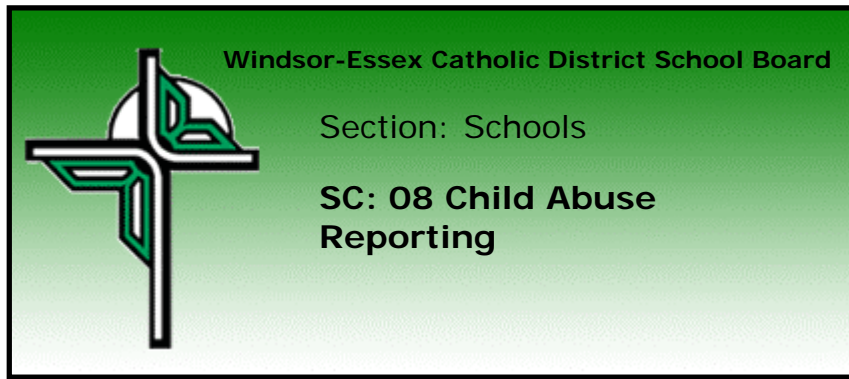 Windsor-Essex Catholic District School Board
Section: Schools
SC: 08 Child Abuse
Reporting